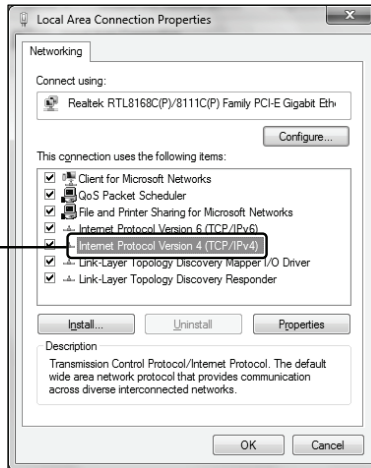 Local Area Connection Properties
Networking
Connect using:
Realtek RTL8168C(P)/8111C(P) Family PCI-E Gigabit Eth
Configure...
This connection uses the following items:
Client for Microsoft Networks
QoS Packet Scheduler
File and Printer Sharing for Microsoft Networks
Internet Protocol Version 6 (TCP/IPv6)
Internet Protocol Version 4 (TCP/IPv4)
Link-Layer Topology Discovery Mapper I/O Driver
Link-Layer Topology Discovery Responder
Install... Uninstall Properties
Description
Transmission Control Protocol/Internet Protocol. The default
wide area network protocol that provides communication
across diverse interconnected networks.
OK Cancel